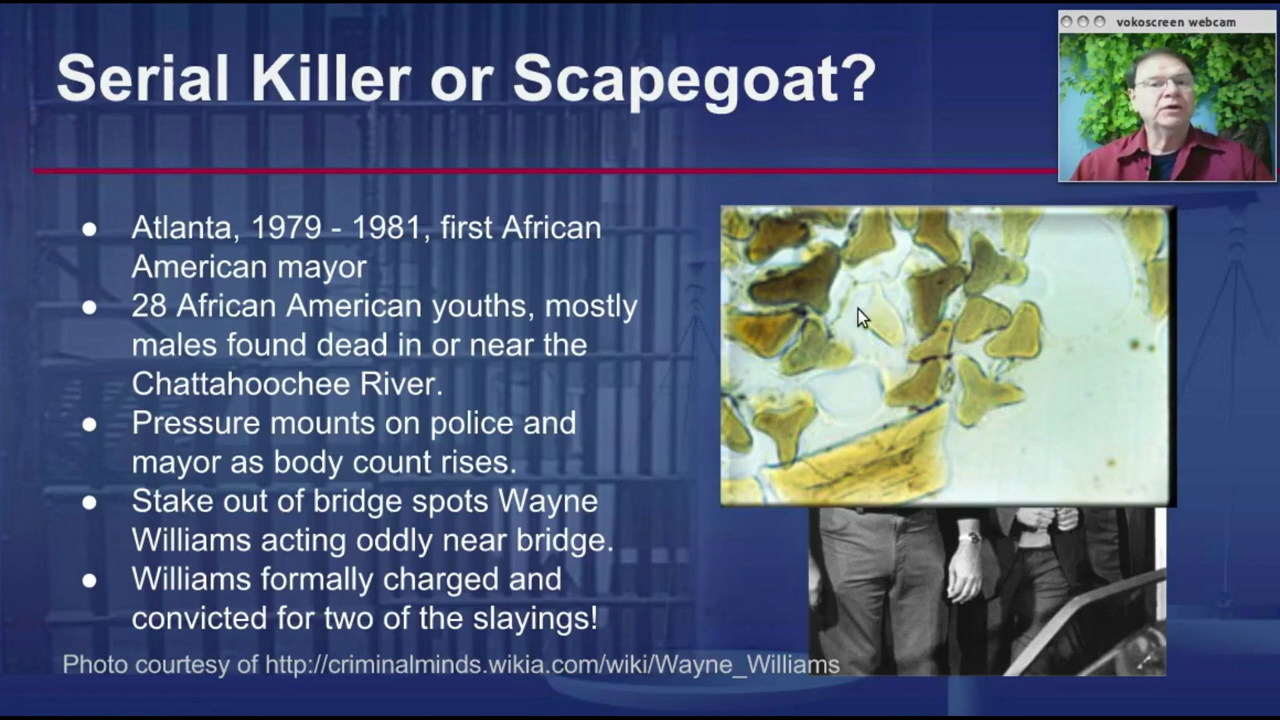 vokoscreen webcam
Serial Killer or Scapegoat?
● Atlanta, 1979 - 1981, first African
American mayor
● 28 African American youths, mostly
males found dead in or near the
Chattahoochee River.
● Pressure mounts on police and
mayor as body count rises.
● Stake out of bridge spots Wayne
Williams acting oddly near bridge.
● Williams formally charged and
convicted for two of the slayings!
Photo courtesy of http://criminalminds.wikia.com/wiki/Wayne_Williams